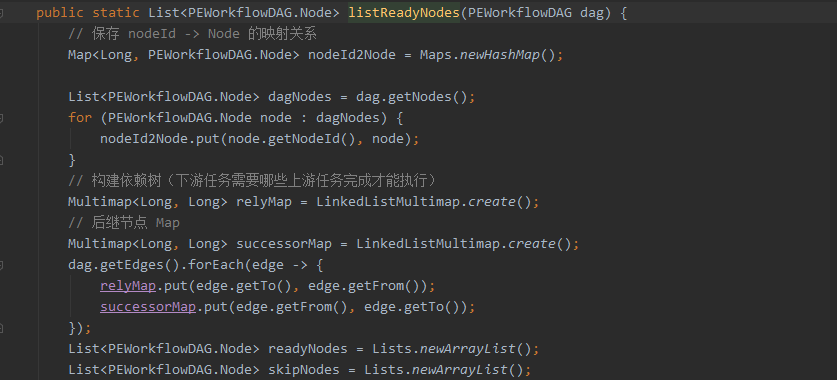 public static List<PEWorkflowDAG.Node> listReadyNodes(PEWorkflowDAG dag) {
// 保存 nodeId -> Node 的映射关系
Map<Long, PEWorkflowDAG.Node> nodeId2Node = Maps.newHashMap();
List<PEWorkflowDAG.Node> dagNodes = dag.getNodes();
for (PEWorkflowDAG.Node node : dagNodes) {
nodeId2Node.put(node.getNodeId(), node);
}
// 构建依赖树（下游任务需要哪些上游任务完成才能执行）
Multimap<Long, Long> relyMap = LinkedListMultimap.create();
// 后继节点 Map
Multimap<Long, Long> successorMap = LinkedListMultimap.create();
dag.getEdges().forEach(edge -> {
relyMap.put(edge.getTo(), edge.getFrom());
successorMap.put(edge.getFrom(), edge.getTo());
});
List<PEWorkflowDAG.Node> readyNodes = Lists.newArrayList();
List<PEWorkflowDAG.Node> skipNodes = Lists.newArrayList();